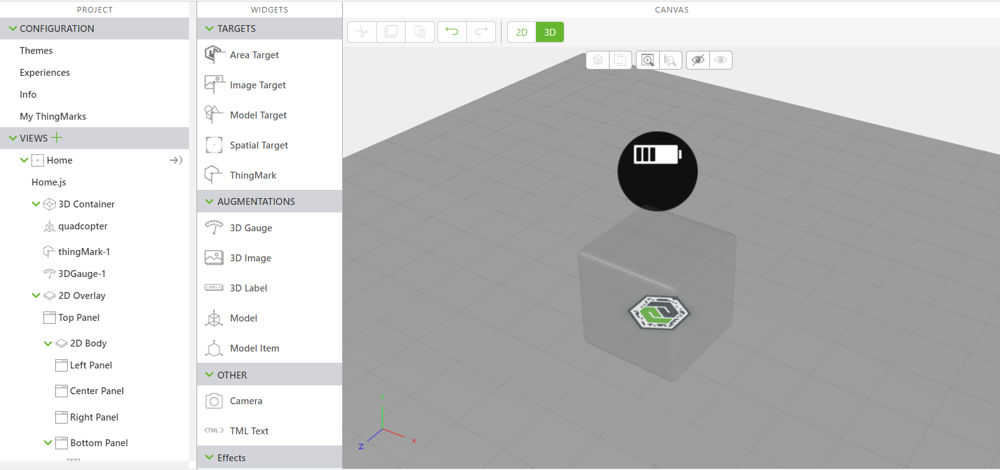 PROJECT
CONFIGURATION
Themes
Experiences
Info
My ThingMarks
VIEWS
Home
Home.js
3D Container
quadcopter
thingMark-1
3DGauge-1
2D Overlay
Top Panel
2D Body
Left Panel
Center Panel
Right Panel
Bottom Panel
WIDGETS
TARGETS
Area Target
Image Target
Model Target
Spatial Target
ThingMark
AUGMENTATIONS
3D Gauge
3D Image
LABEL
3D Label
Model
Model Item
OTHER
Camera
<TML>
TML Text
Effects
CANVAS
2D
3D
Y
X
Z